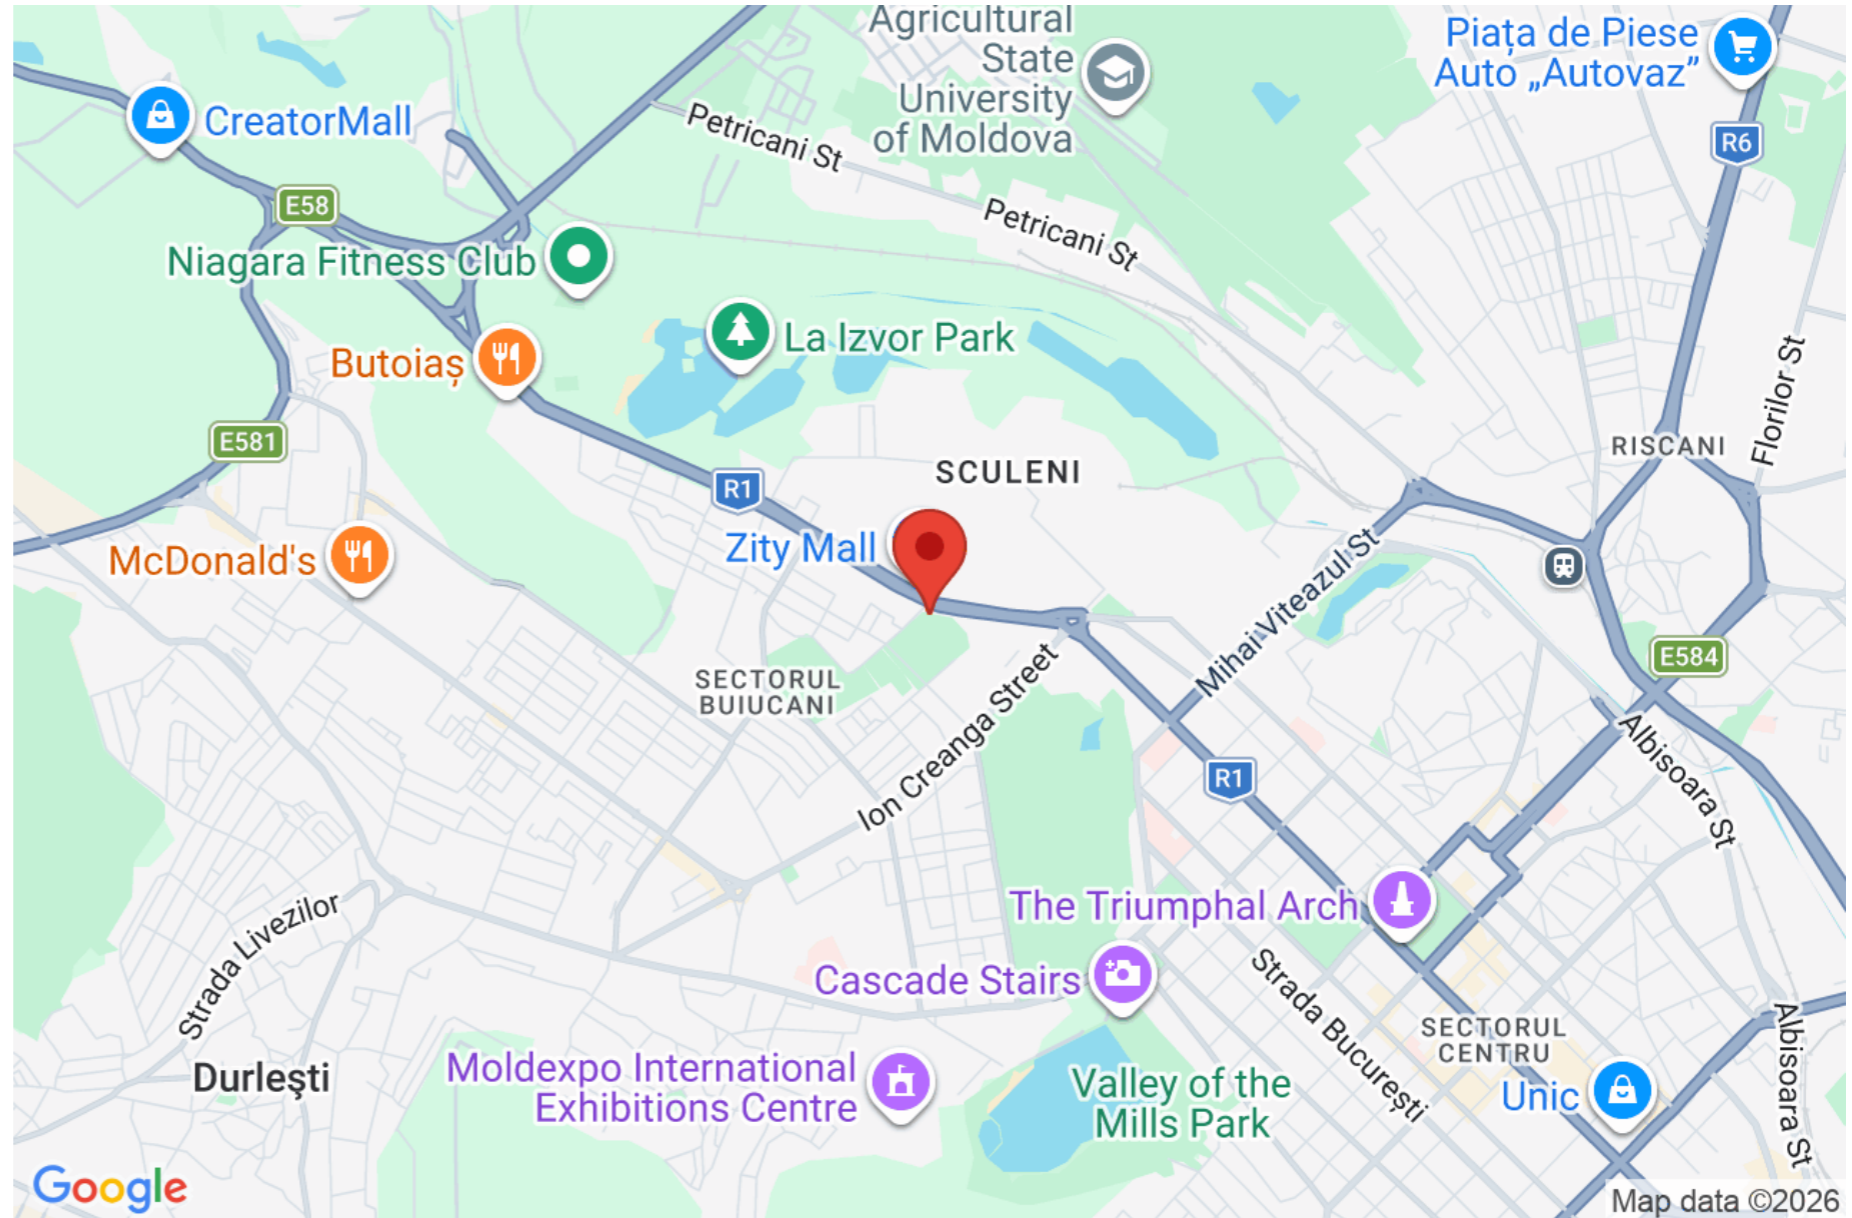 Agricultural
State
University
of Moldova
Piața de Piese
Auto „Autovaz”
CreatorMall
Petricani St
R6
E58
Petricani St
Niagara Fitness Club
La Izvor Park
Butoiaș
Florilor St
E581
RISCANI
SCULENI
R1
Zity Mall
McDonald's
Mihai Viteazul St
E584
SECTORUL
BUIUCANI
Ion Creanga Street
Albisoara St
R1
The Triumphal Arch
Strada Livezilor
Cascade Stairs
Strada București
SECTORUL
CENTRU
Albisoara St
Durleşti
Moldexpo International
Exhibitions Centre
Valley of the
Mills Park
Unic
Google
Map data ©2026